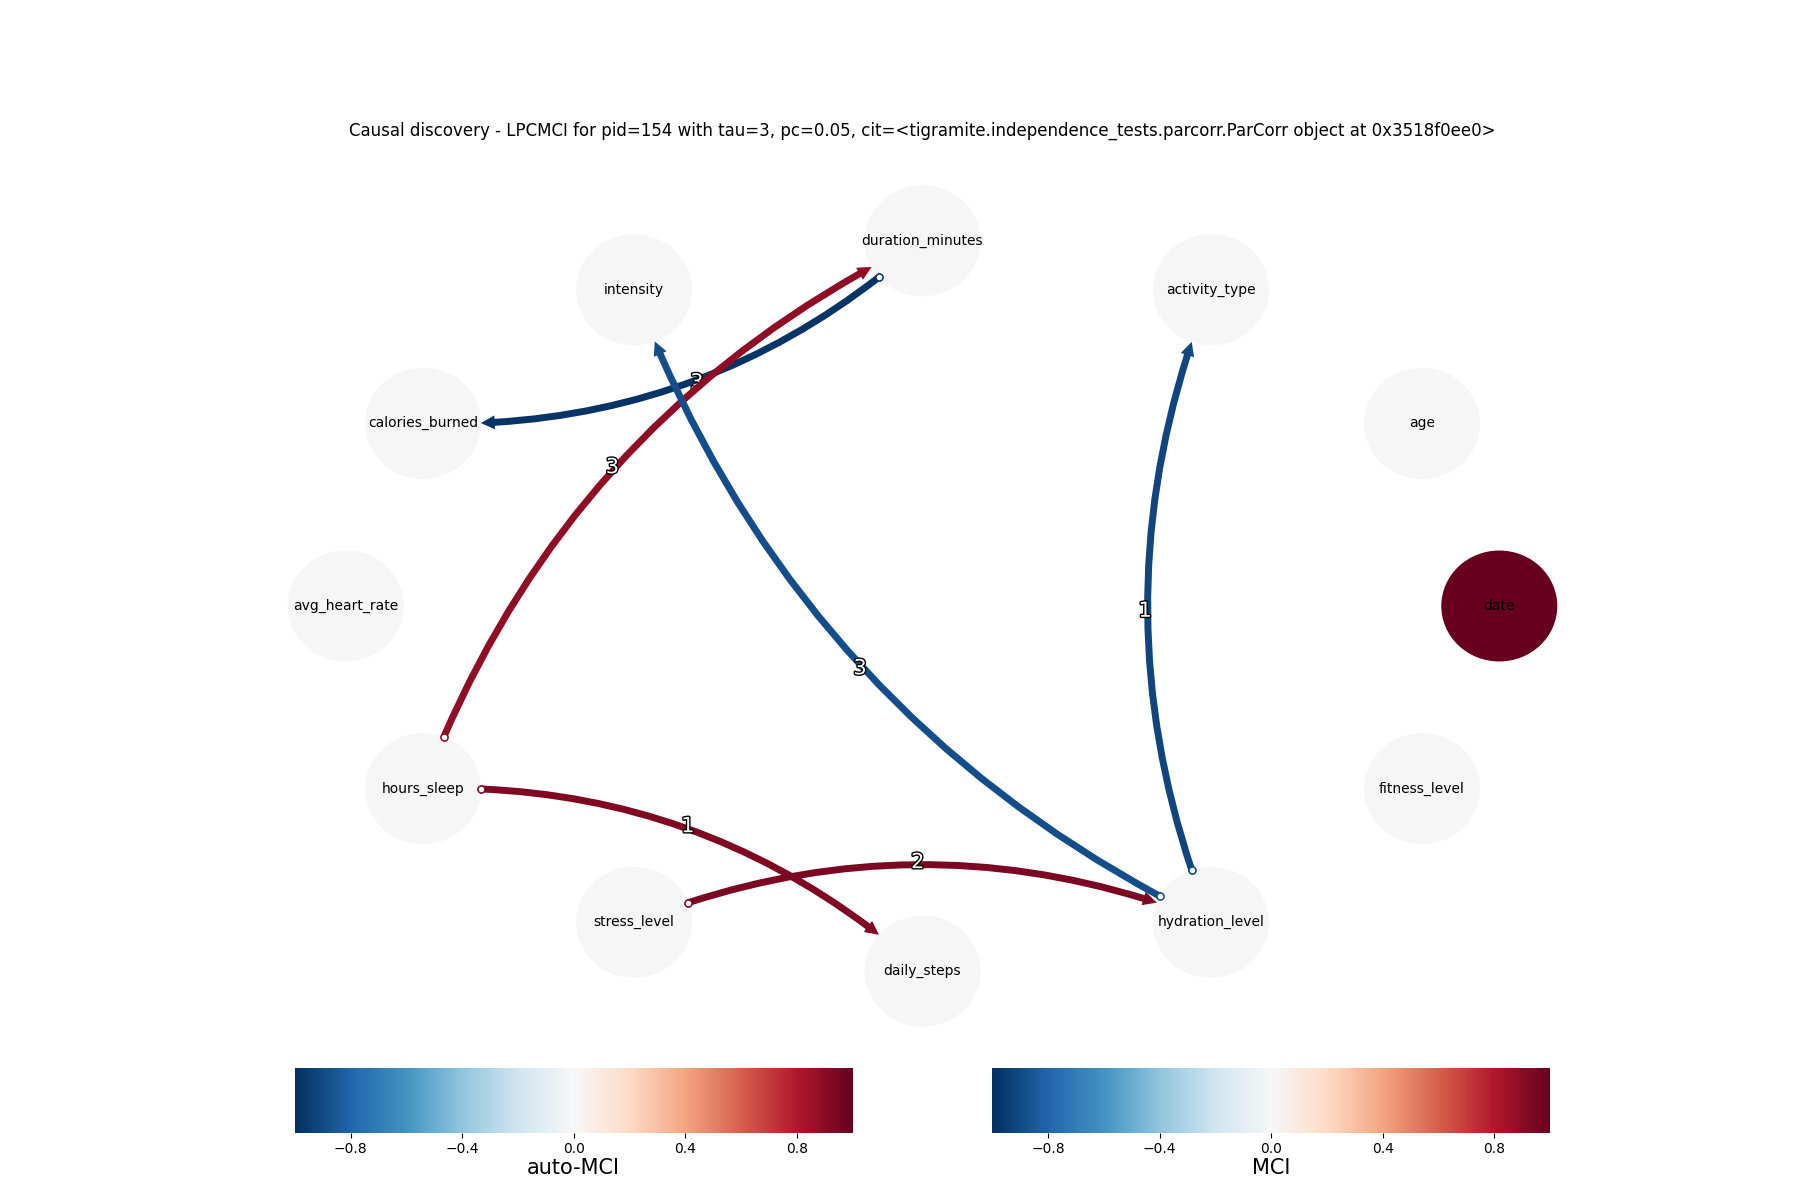 Causal discovery - LPCMCI for pid=154 with tau=3, pc=0.05, cit=<tigramite.independence_tests.parcorr.ParCorr object at 0x3518f0ee0>
duration_minutes
intensity
activity_type
3
calories_burned
age
3
avg_heart_rate
date
1
3
hours_sleep
fitness_level
1
2
stress_level
hydration_level
daily_steps
−0.8 −0.4 0.0 0.4 0.8
auto-MCI
−0.8 −0.4 0.0 0.4 0.8
MCI